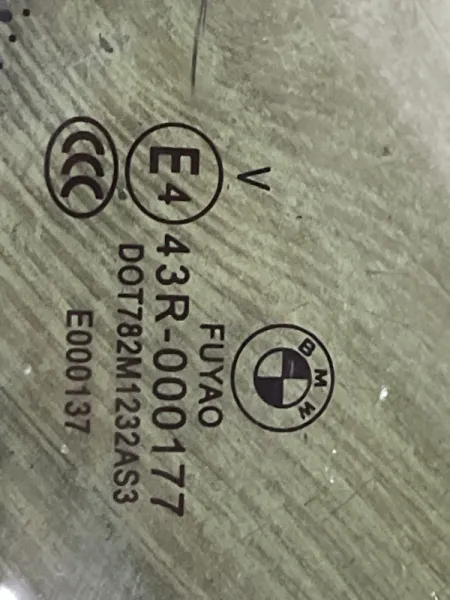 BMW
FUYAO
V
E4 43R-000177
DOT782M1232AS3
CCC E000137